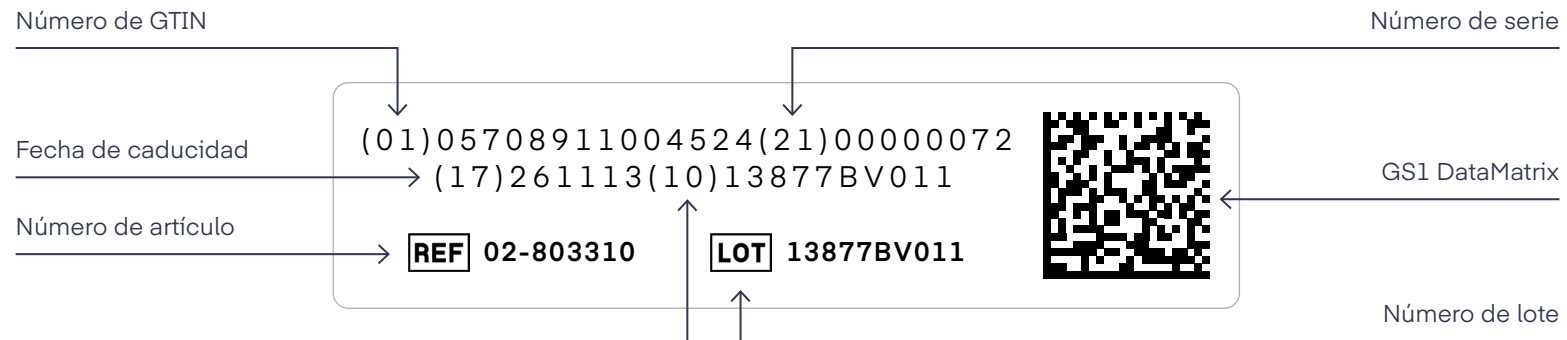 Número de GTIN
Número de serie
(01)05708911004524(21)00000072
Fecha de caducidad
(17)261113(10)13877BV011
GS1 DataMatrix
Número de artículo
REF 02-803310
LOT 13877BV011
Número de lote